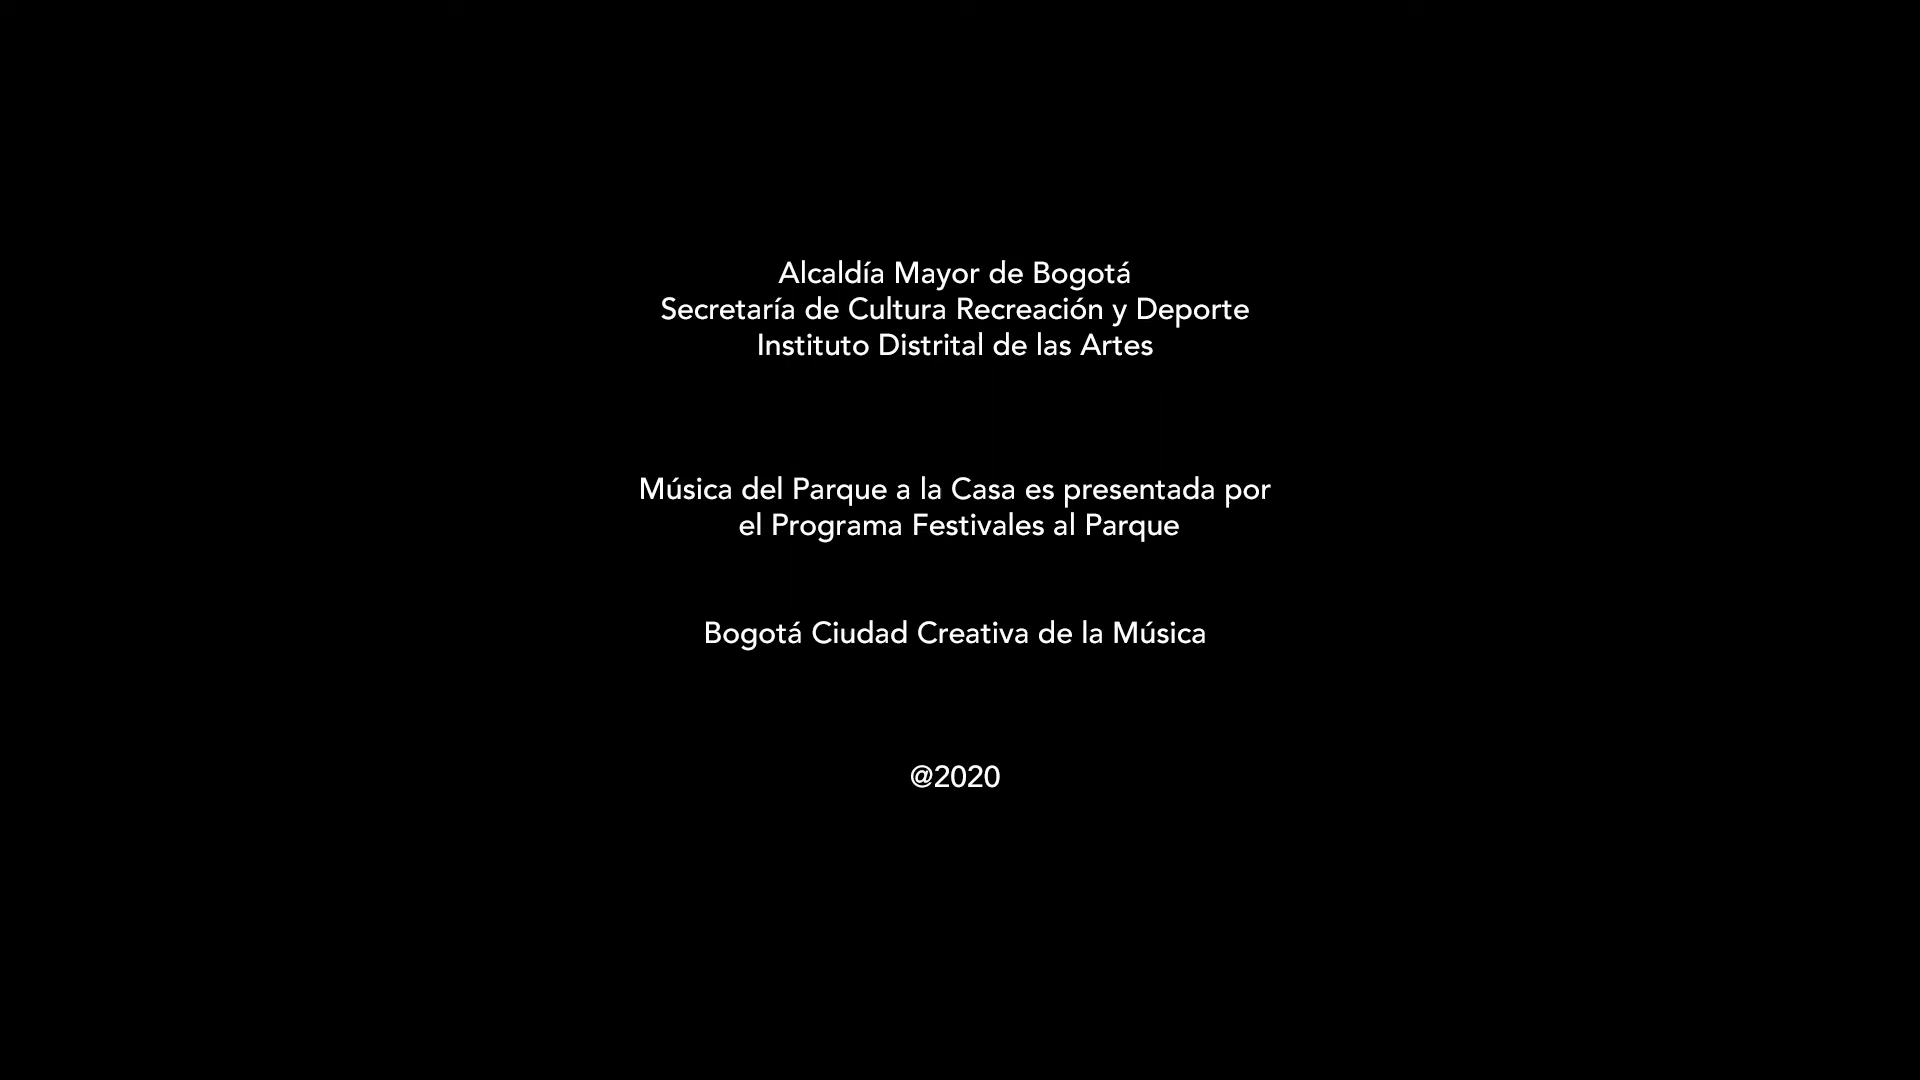 Alcaldía Mayor de Bogotá
Secretaría de Cultura Recreación y Deporte
Instituto Distrital de las Artes
Música del Parque a la Casa es presentada por
el Programa Festivales al Parque
Bogotá Ciudad Creativa de la Música
@2020